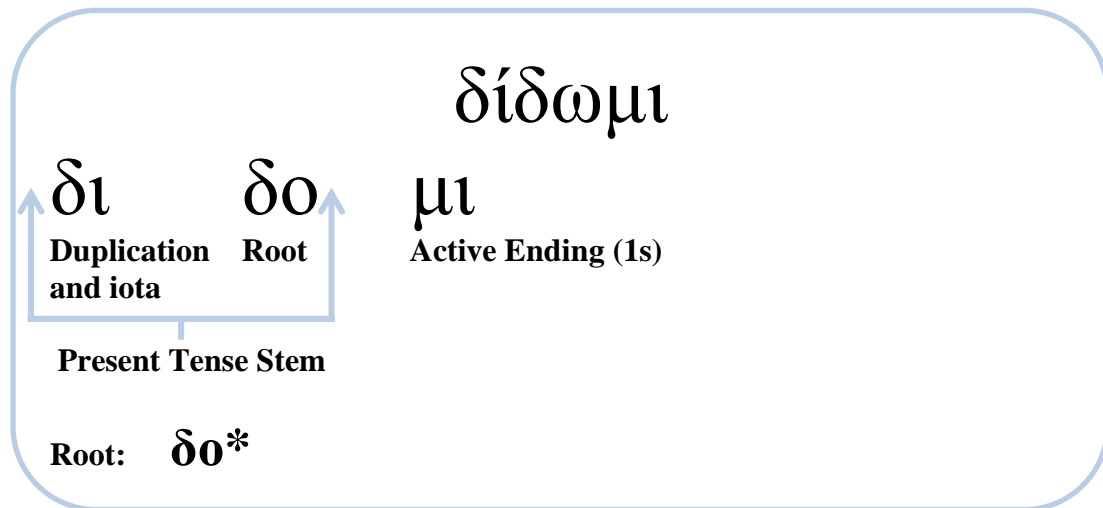 δίδωμι
δι δο μι
Duplication Root Active Ending (1s)
and iota
Present Tense Stem
Root: δο*